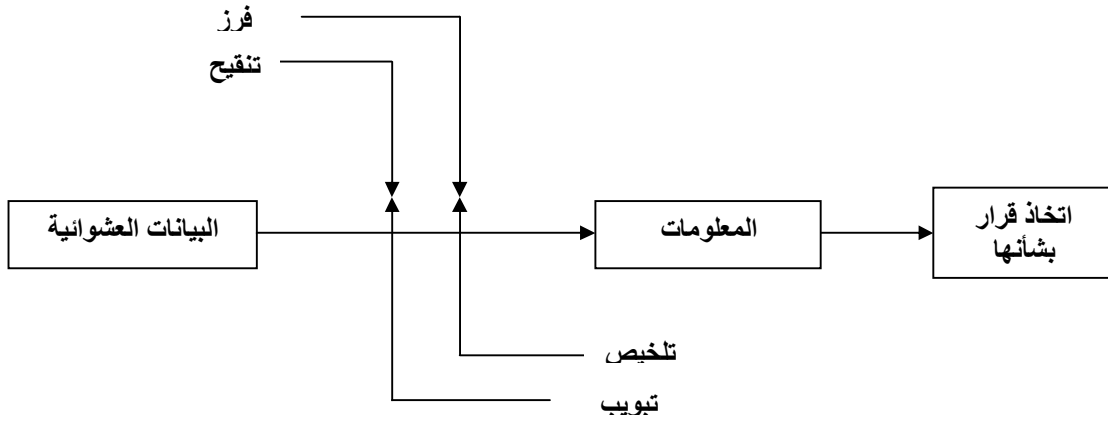 فرز
تنقيح
البيانات العشوائية
المعلومات
اتخاذ قرار
بشأنها
تلخيص
تبويب